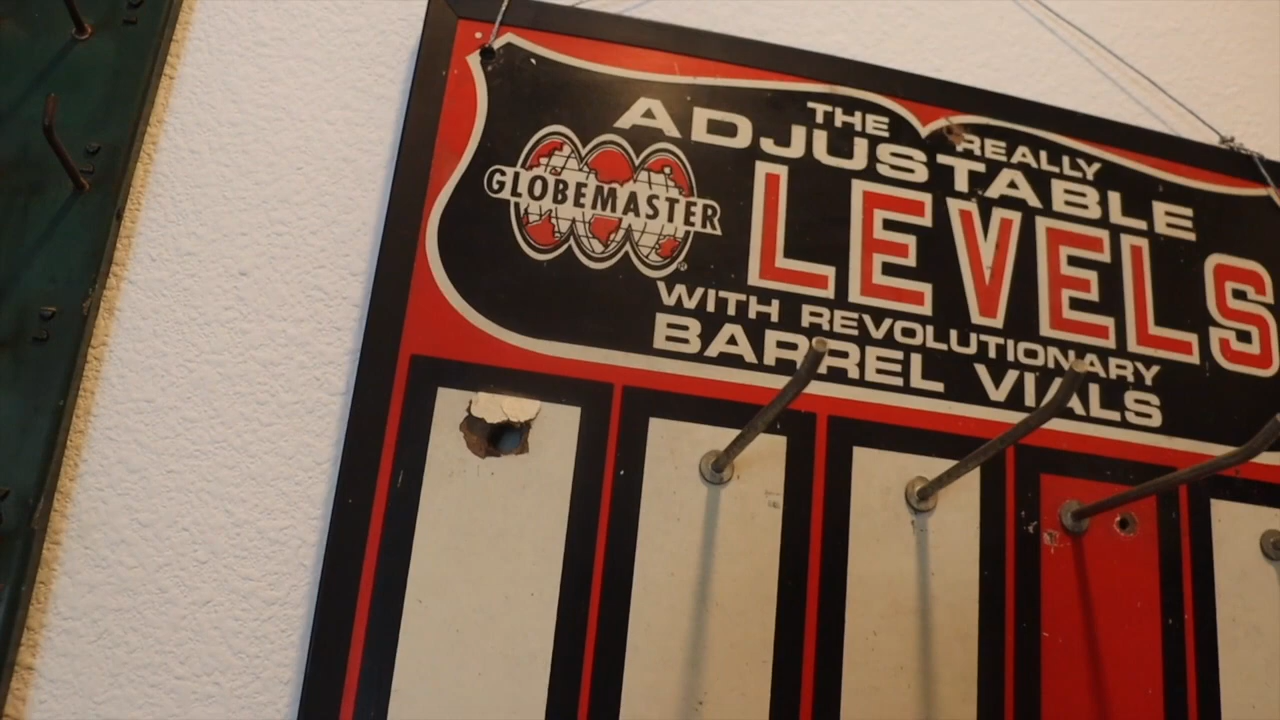 THE REALLY
ADJUSTABLE
GLOBEMASTER
®
LEVELS
WITH REVOLUTIONARY
BARREL VIALS